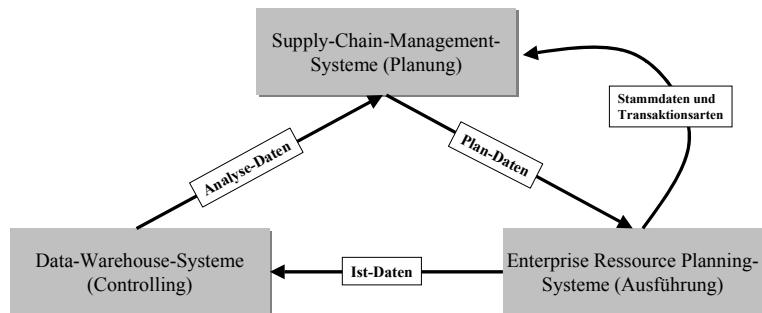 Supply-Chain-Management-
Systeme (Planung)
Stammdaten und
Transaktionsarten
Analyse-Daten
Plan-Daten
Data-Warehouse-Systeme
(Controlling)
Ist-Daten
Enterprise Ressource Planning-
Systeme (Ausführung)